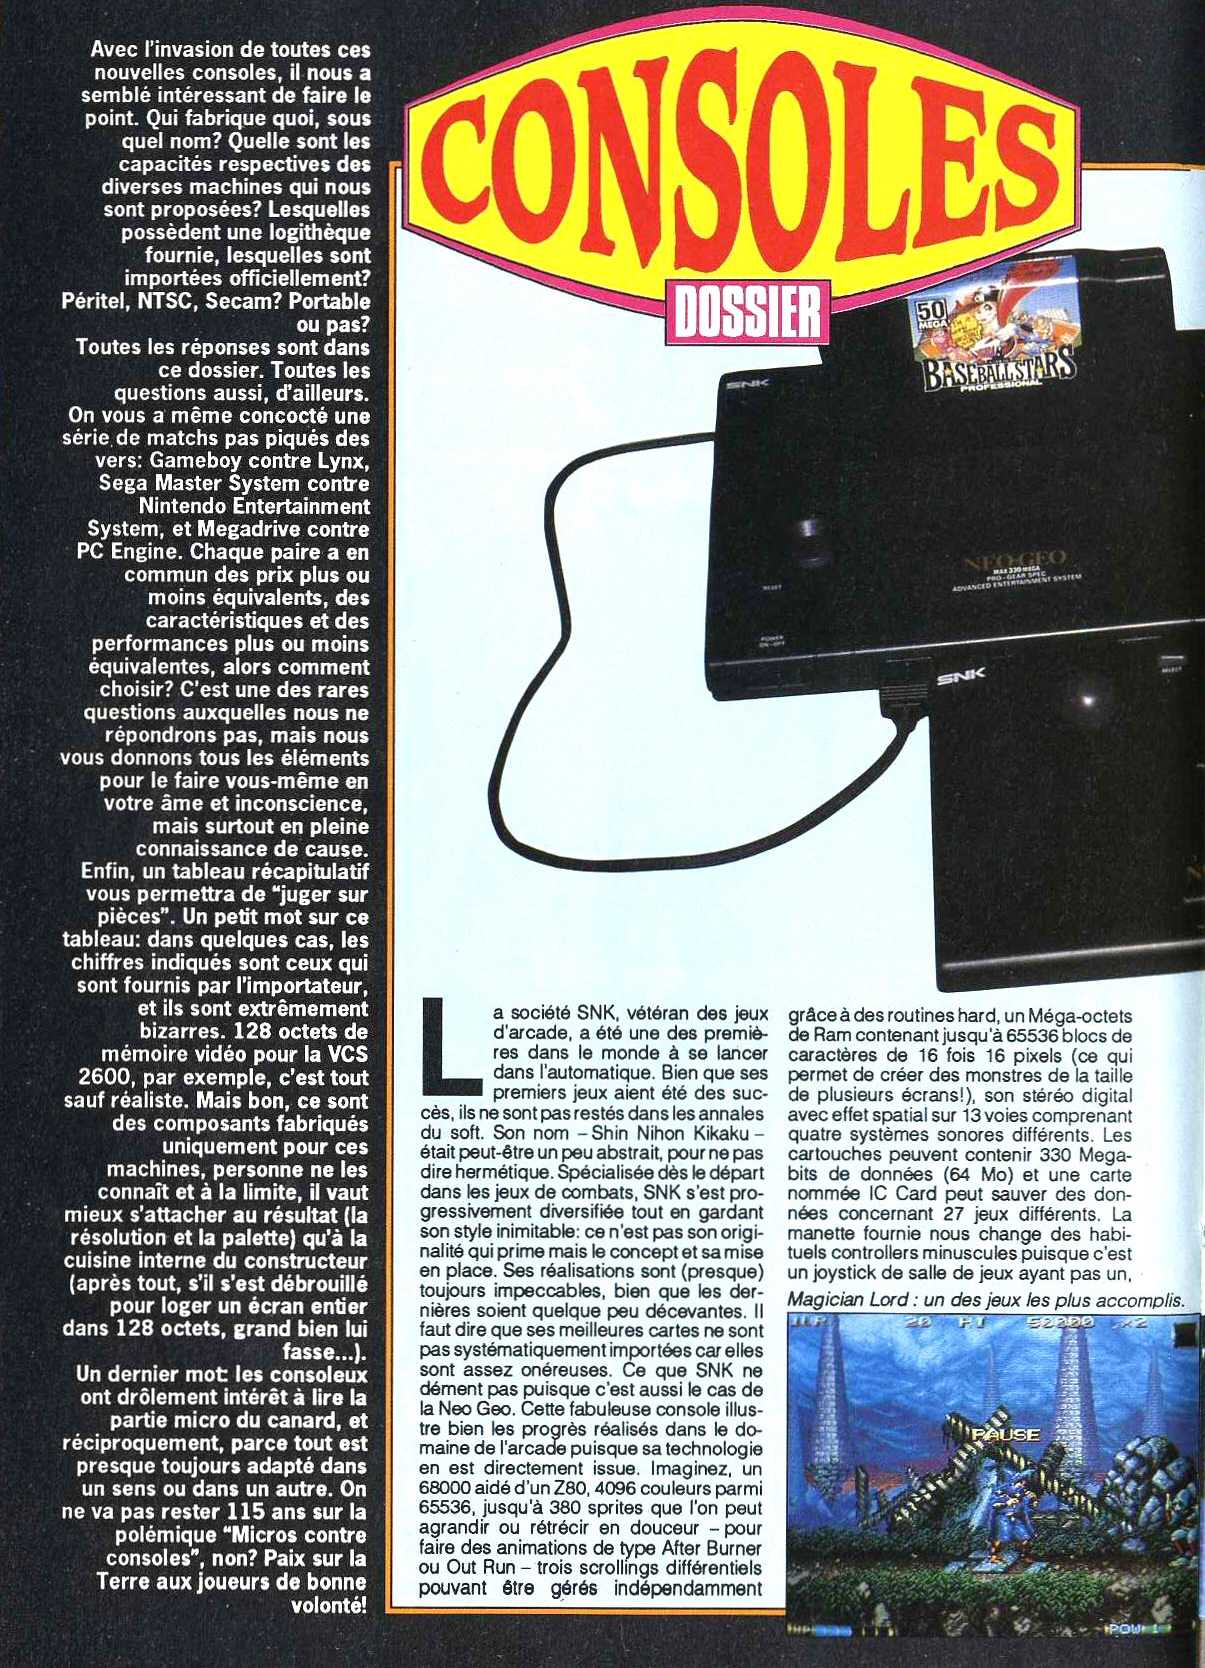 Avec l'invasion de toutes ces
nouvelles consoles, il nous a
semblé intéressant de faire le
point. Qui fabrique quoi, sous
quel nom? Quelle sont les
capacités respectives des
diverses machines qui nous
sont proposées? Lesquelles
possèdent une logithèque
fournie, lesquelles sont
importées officiellement?
Péritel, NTSC, Secam? Portable
ou pas?
Toutes les réponses sont dans
ce dossier. Toutes les
questions aussi, d'ailleurs.
On vous a même concocté une
série de matchs pas piqués des
vers: Gameboy contre Lynx,
Sega Master System contre
Nintendo Entertainment
System, et Megadrive contre
PC Engine. Chaque paire a en
commun des prix plus ou
moins équivalents, des
caractéristiques et des
performances plus ou moins
équivalentes, alors comment
choisir? C'est une des rares
questions auxquelles nous ne
répondrons pas, mais nous
vous donnons tous les éléments
pour le faire vous-même en
votre âme et inconscience,
mais surtout en pleine
connaissance de cause.
Enfin, un tableau récapitulatif
vous permettra de "juger sur
pièces". Un petit mot sur ce
tableau: dans quelques cas, les
chiffres indiqués sont ceux qui
sont fournis par l'importateur,
et ils sont extrêmement
bizarres. 128 octets de
mémoire vidéo pour la VCS
2600, par exemple, c'est tout
sauf réaliste. Mais bon, ce sont
des composants fabriqués
uniquement pour ces
machines, personne ne les
connaît et à la limite, il vaut
mieux s'attacher au résultat (la
résolution et la palette) qu'à la
cuisine interne du constructeur
(après tout, s'il s'est débrouillé
pour loger un écran entier
dans 128 octets, grand bien lui
fasse...).
Un dernier mot: les consoleux
ont drôlement intérêt à lire la
partie micro du canard, et
réciproquement, parce tout est
presque toujours adapté dans
un sens ou dans un autre. On
ne va pas rester 115 ans sur la
polémique "Micros contre
consoles", non? Paix sur la
Terre aux joueurs de bonne
volonté!
CONSOLES
DOSSIER
50
MEGA
BASEBALL STARS
PROFESSIONAL
SNK
NEO·GEO
MAX 330 MEGA
PRO-GEAR SPEC
ADVANCED ENTERTAINMENT SYSTEM
RESET
POWER
ON-OFF
SNK
SELECT
La société SNK, vétéran des jeux
d'arcade, a été une des premiè-
res dans le monde à se lancer
dans l'automatique. Bien que ses
premiers jeux aient été des suc-
cès, ils ne sont pas restés dans les annales
du soft. Son nom – Shin Nihon Kikaku –
était peut-être un peu abstrait, pour ne pas
dire hermétique. Spécialisée dès le départ
dans les jeux de combats, SNK s'est pro-
gressivement diversifiée tout en gardant
son style inimitable: ce n'est pas son origi-
nalité qui prime mais le concept et sa mise
en place. Ses réalisations sont (presque)
toujours impeccables, bien que les der-
nières soient quelque peu décevantes. Il
faut dire que ses meilleures cartes ne sont
pas systématiquement importées car elles
sont assez onéreuses. Ce que SNK ne
dément pas puisque c'est aussi le cas de
la Neo Geo. Cette fabuleuse console illus-
tre bien les progrès réalisés dans le do-
maine de l'arcade puisque sa technologie
en est directement issue. Imaginez, un
68000 aidé d'un Z80, 4096 couleurs parmi
65536, jusqu'à 380 sprites que l'on peut
agrandir ou rétrécir en douceur – pour
faire des animations de type After Burner
ou Out Run – trois scrollings différentiels
pouvant être gérés indépendamment
grâce à des routines hard, un Méga-octets
de Ram contenant jusqu'à 65536 blocs de
caractères de 16 fois 16 pixels (ce qui
permet de créer des monstres de la taille
de plusieurs écrans!), son stéréo digital
avec effet spatial sur 13 voies comprenant
quatre systèmes sonores différents. Les
cartouches peuvent contenir 330 Mega-
bits de données (64 Mo) et une carte
nommée IC Card peut sauver des don-
nées concernant 27 jeux différents. La
manette fournie nous change des habi-
tuels controllers minuscules puisque c'est
un joystick de salle de jeux ayant pas un,
Magician Lord : un des jeux les plus accomplis.
20 HI 50000 x2
PAUSE
POW 1